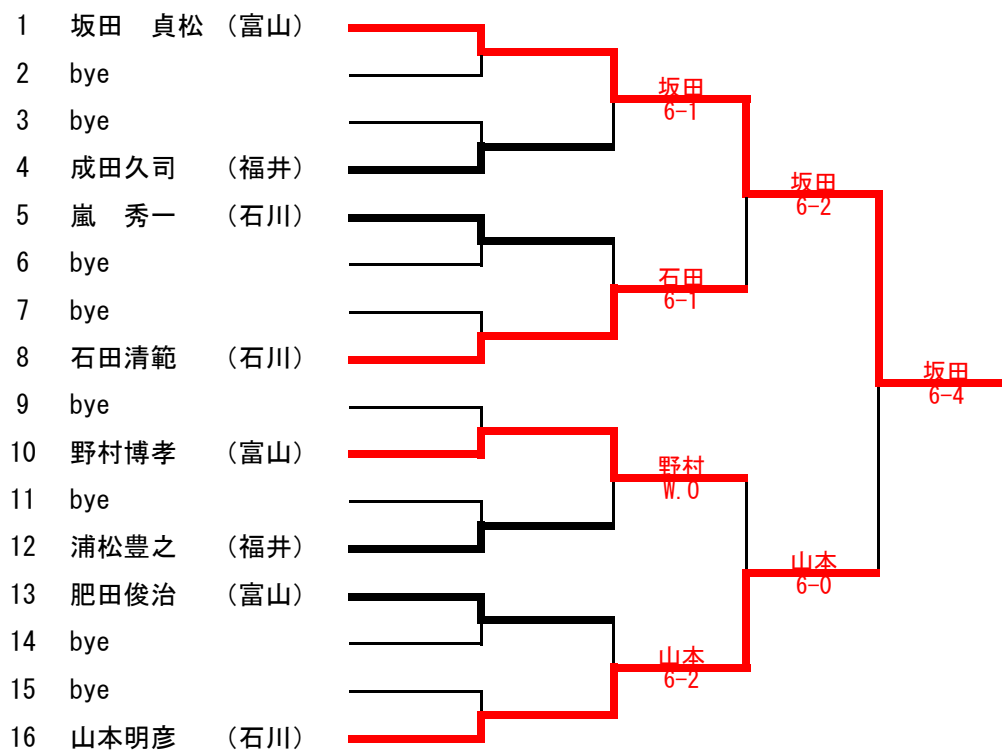 1 坂田　貞松（富山）
2 bye
3 bye
4 成田久司　（福井）
5 嵐　秀一　（石川）
6 bye
7 bye
8 石田清範　（石川）
9 bye
10 野村博孝　（富山）
11 bye
12 浦松豊之　（福井）
13 肥田俊治　（富山）
14 bye
15 bye
16 山本明彦　（石川）
坂田
6-1
石田
6-1
野村
W.O
山本
6-2
坂田
6-2
山本
6-0
坂田
6-4